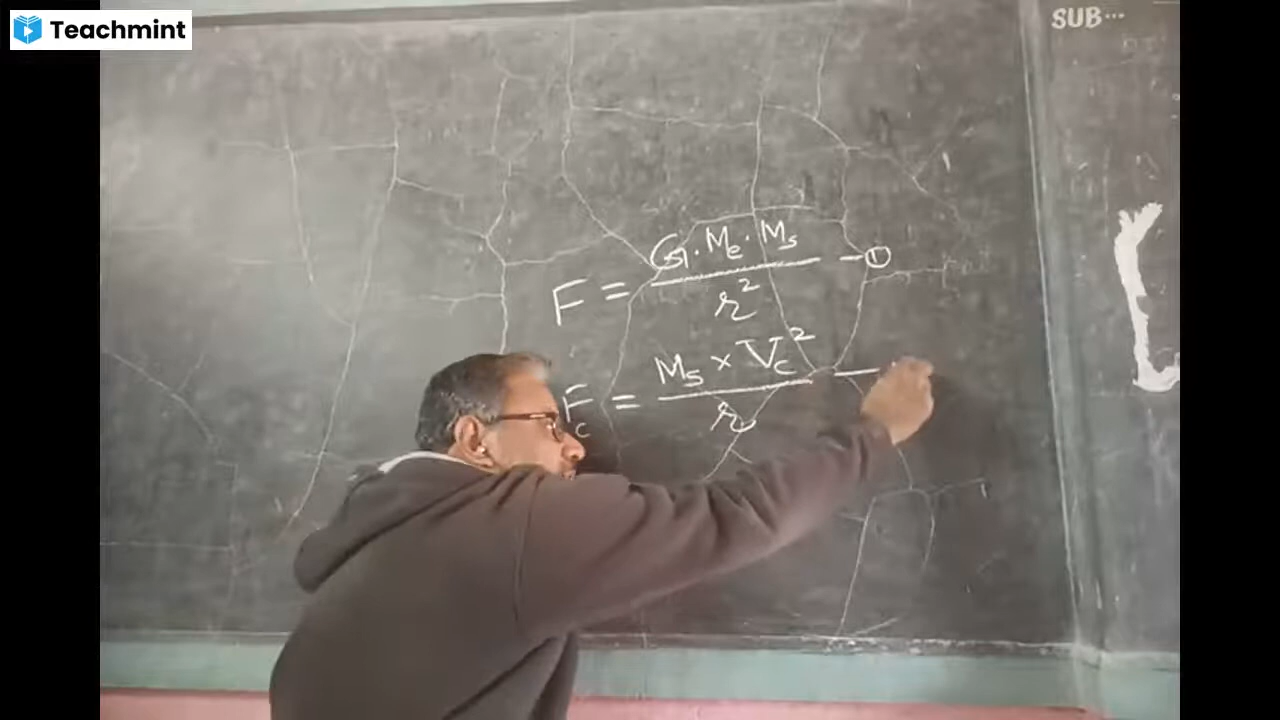 Teachmint
SUB...
F = G.Me.Ms / r² - ①
Fc = Ms × Vc² / r —